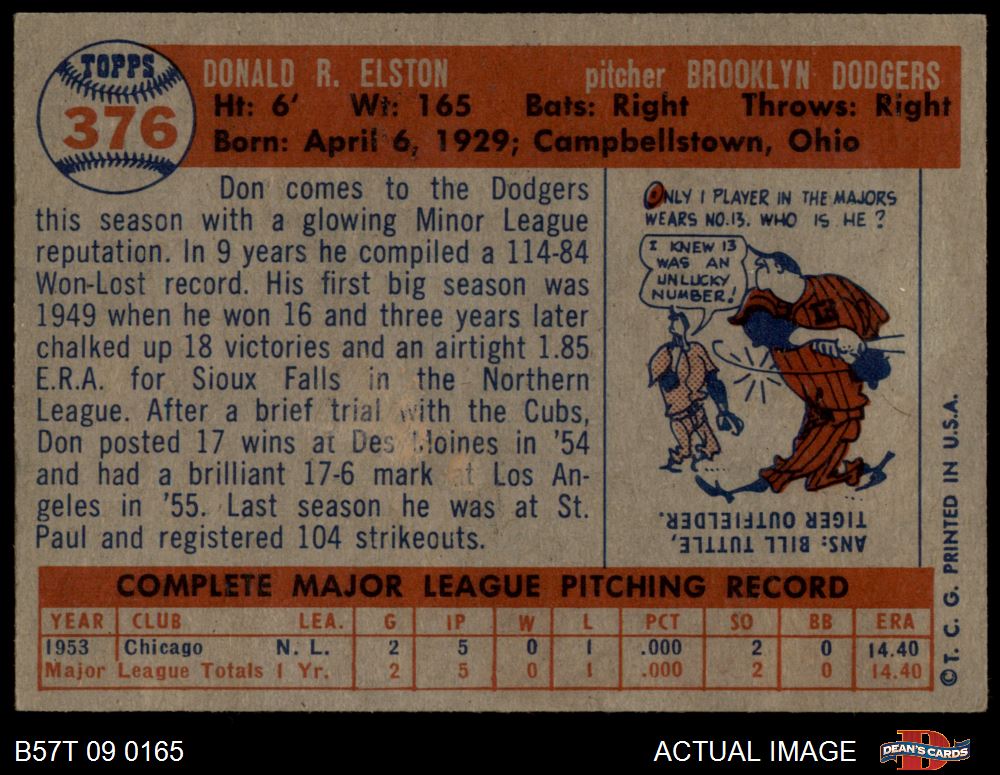 TOPPS
376
DONALD R. ELSTON pitcher BROOKLYN DODGERS
Ht: 6' Wt: 165 Bats: Right Throws: Right
Born: April 6, 1929; Campbellstown, Ohio
Don comes to the Dodgers
this season with a glowing Minor League
reputation. In 9 years he compiled a 114-84
Won-Lost record. His first big season was
1949 when he won 16 and three years later
chalked up 18 victories and an airtight 1.85
E.R.A. for Sioux Falls in the Northern
League. After a brief trial with the Cubs,
Don posted 17 wins at Des Moines in '54
and had a brilliant 17-6 mark at Los An-
geles in '55. Last season he was at St.
Paul and registered 104 strikeouts.
ONLY 1 PLAYER IN THE MAJORS
WEARS NO.13. WHO IS HE?
I KNEW 13
WAS AN
UNLUCKY
NUMBER!
ANS: BILL TUTTLE,
TIGER OUTFIELDER.
COMPLETE MAJOR LEAGUE PITCHING RECORD
YEAR CLUB LEA. G IP W L PCT SO BB ERA
1953 Chicago N. L. 2 5 0 1 .000 2 0 14.40
Major League Totals 1 Yr. 2 5 0 1 .000 2 0 14.40
©T. C. G. PRINTED IN U.S.A.
B57T 09 0165 ACTUAL IMAGE
DEAN'S CARDS